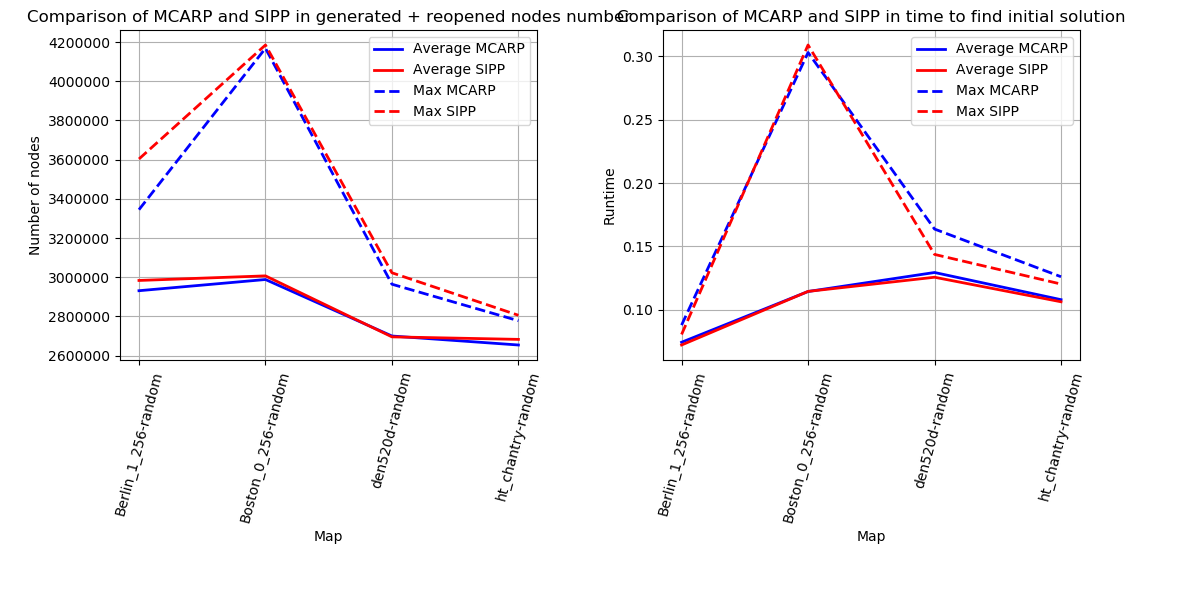 Comparison of MCARP and SIPP in generated + reopened nodes number
Number of nodes
4200000
4000000
3800000
3600000
3400000
3200000
3000000
2800000
2600000
Average MCARP
Average SIPP
Max MCARP
Max SIPP
Berlin_1_256-random
Boston_0_256-random
den520d-random
ht_chantry-random
Map
Comparison of MCARP and SIPP in time to find initial solution
Runtime
0.30
0.25
0.20
0.15
0.10
Average MCARP
Average SIPP
Max MCARP
Max SIPP
Berlin_1_256-random
Boston_0_256-random
den520d-random
ht_chantry-random
Map